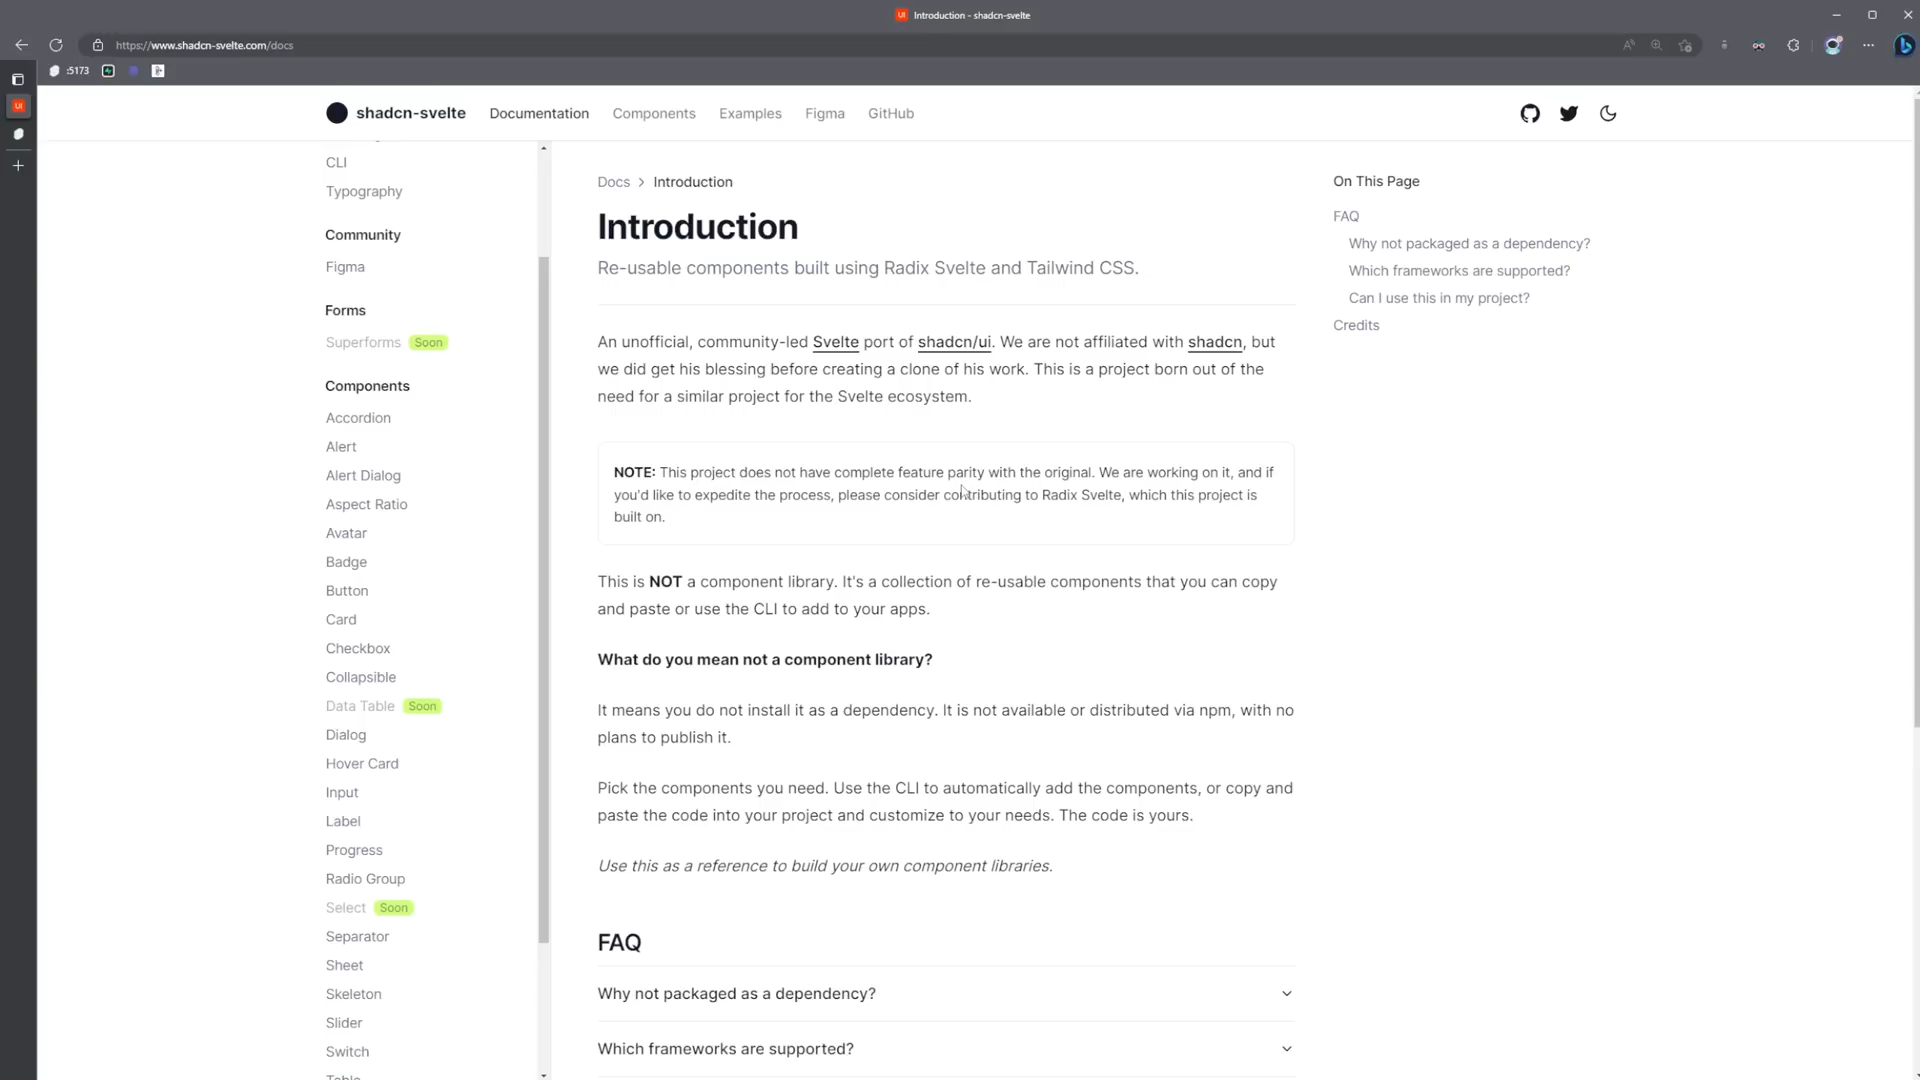 Introduction - shadcn-svelte
https://www.shadcn-svelte.com/docs
:5173
shadcn-svelte
Documentation
Components
Examples
Figma
GitHub
CLI
Typography
Community
Figma
Forms
Superforms Soon
Components
Accordion
Alert
Alert Dialog
Aspect Ratio
Avatar
Badge
Button
Card
Checkbox
Collapsible
Data Table Soon
Dialog
Hover Card
Input
Label
Progress
Radio Group
Select Soon
Separator
Sheet
Skeleton
Slider
Switch
Docs > Introduction
Introduction
Re-usable components built using Radix Svelte and Tailwind CSS.
An unofficial, community-led Svelte port of shadcn/ui. We are not affiliated with shadcn, but
we did get his blessing before creating a clone of his work. This is a project born out of the
need for a similar project for the Svelte ecosystem.
NOTE: This project does not have complete feature parity with the original. We are working on it, and if
you'd like to expedite the process, please consider contributing to Radix Svelte, which this project is
built on.
This is NOT a component library. It's a collection of re-usable components that you can copy
and paste or use the CLI to add to your apps.
What do you mean not a component library?
It means you do not install it as a dependency. It is not available or distributed via npm, with no
plans to publish it.
Pick the components you need. Use the CLI to automatically add the components, or copy and
paste the code into your project and customize to your needs. The code is yours.
Use this as a reference to build your own component libraries.
FAQ
Why not packaged as a dependency?
Which frameworks are supported?
On This Page
FAQ
Why not packaged as a dependency?
Which frameworks are supported?
Can I use this in my project?
Credits